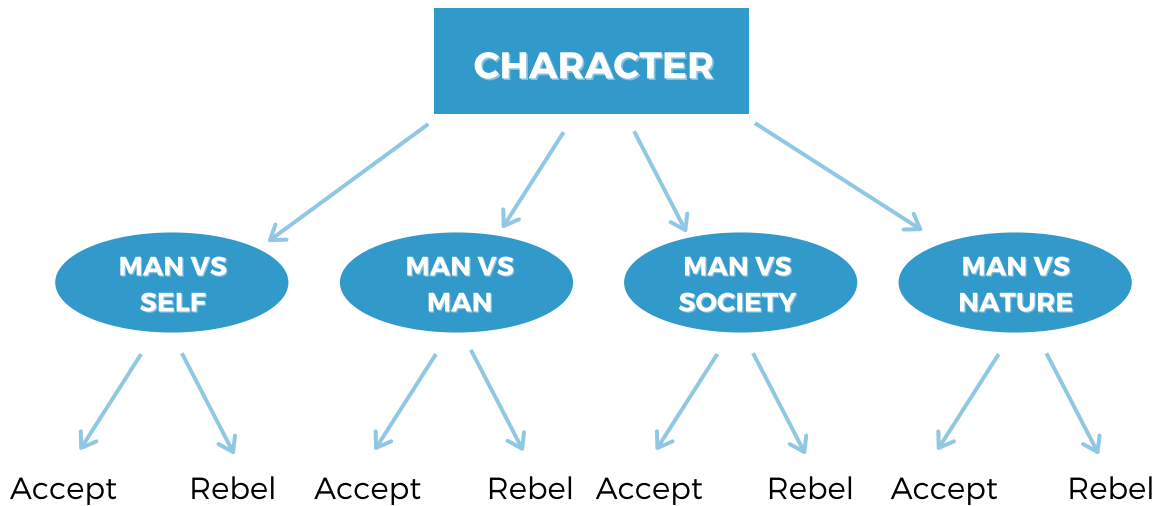 CHARACTER
MAN VS
SELF
MAN VS
MAN
MAN VS
SOCIETY
MAN VS
NATURE
Accept
Rebel
Accept
Rebel
Accept
Rebel
Accept
Rebel